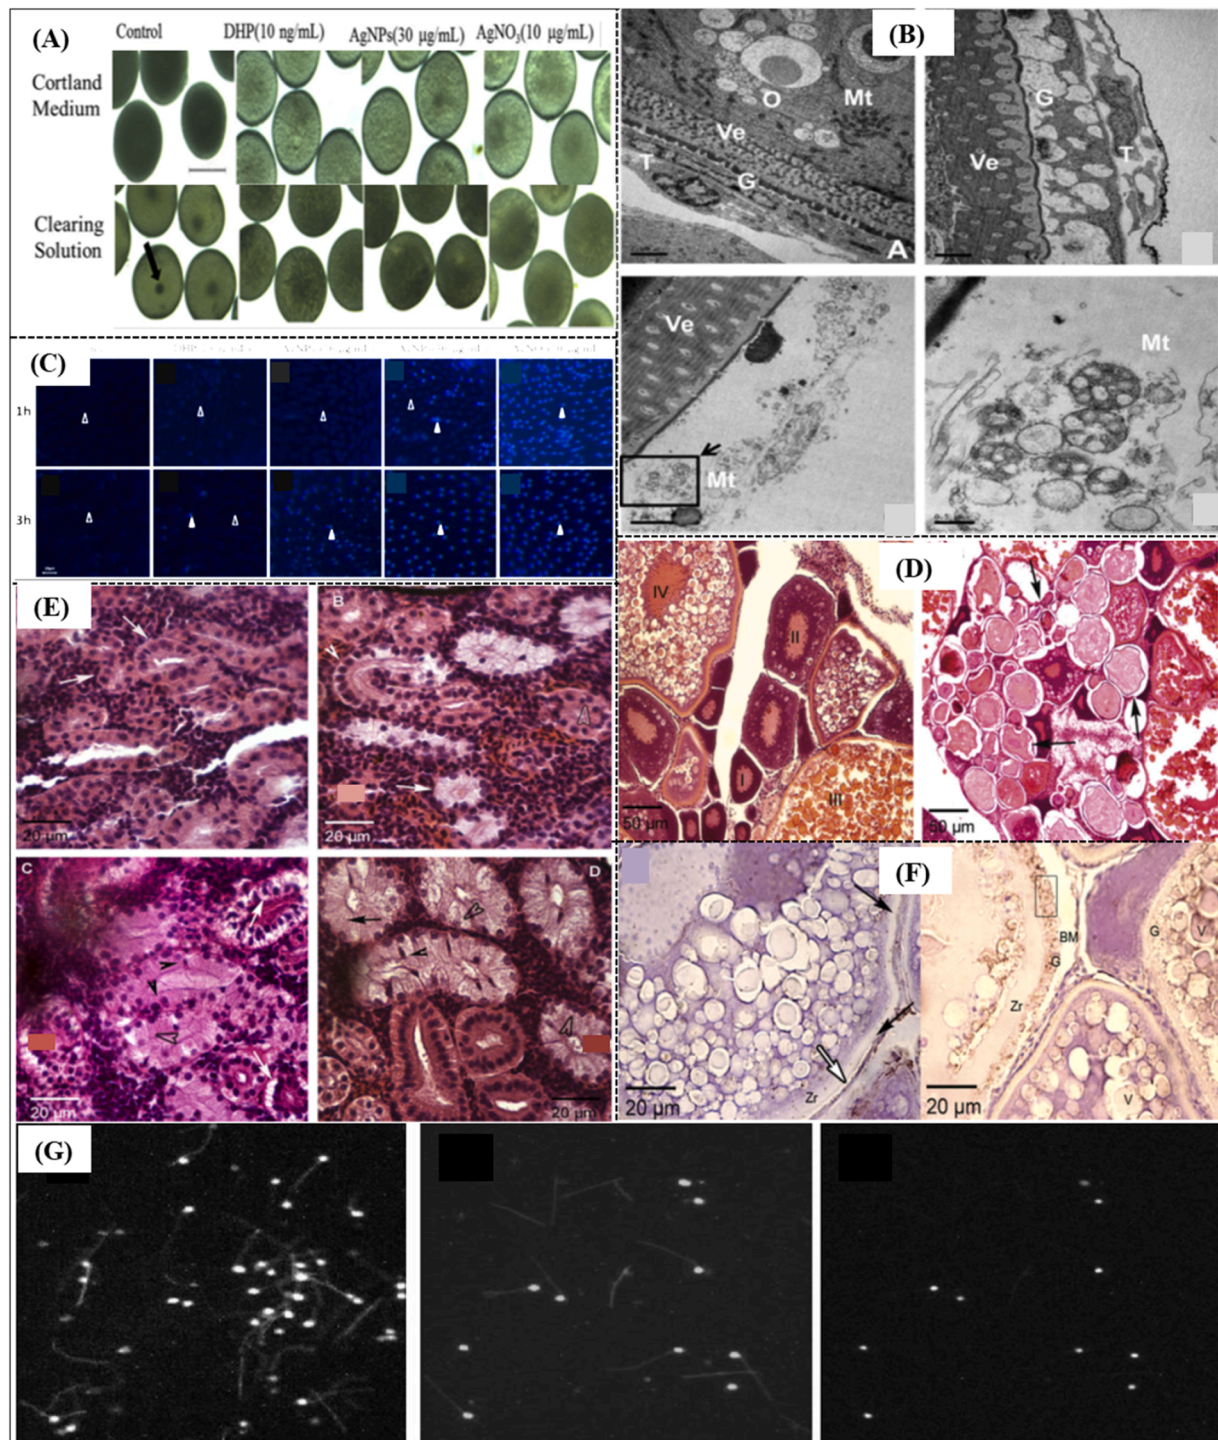 (A)
Control
DHP(10 ng/mL)
AgNPs(30 μg/mL)
AgNO3(10 μg/mL)
Cortland
Medium
Clearing
Solution
(B)
O
Mt
Ve
T
G
A
G
Ve
T
Ve
Mt
Mt
(C)
1h
3h
(D)
IV
II
I
III
50 μm
50 μm
(E)
20 μm
B
20 μm
C
20 μm
D
20 μm
(F)
Zr
20 μm
BM
G
G
V
Zr
V
20 μm
(G)